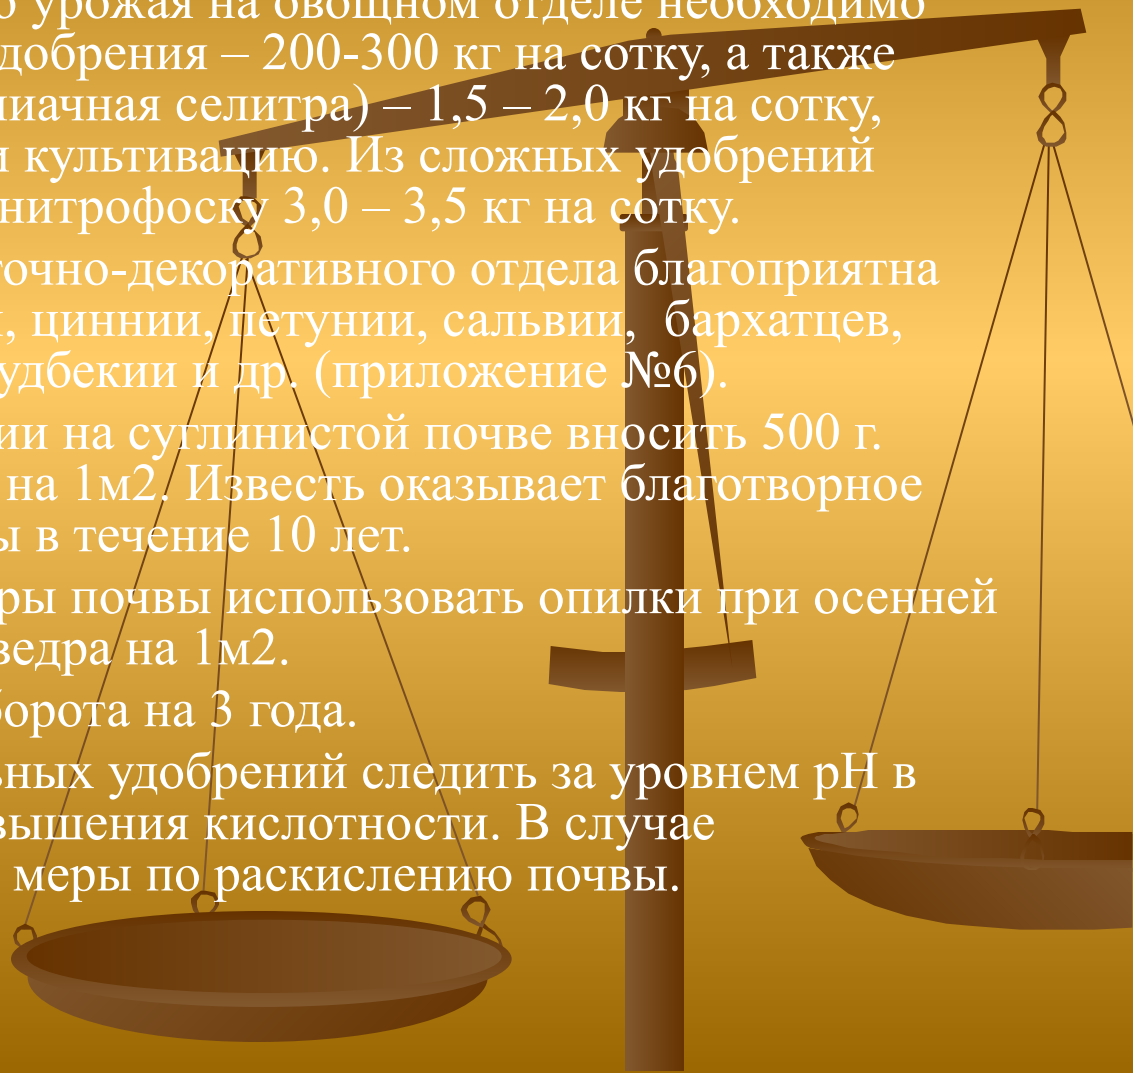 урожая на овощном отделе необходимо
добрения – 200-300 кг на сотку, а также
иачная селитра) – 1,5 – 2,0 кг на сотку,
и культивацию. Из сложных удобрений
нитрофоску 3,0 – 3,5 кг на сотку.
точно-декоративного отдела благоприятна
, циннии, петунии, сальвии, бархатцев,
удбекии и др. (приложение №6).
ии на суглинистой почве вносить 500 г.
на 1м2. Известь оказывает благотворное
ы в течение 10 лет.
ры почвы использовать опилки при осенней
ведра на 1м2.
борота на 3 года.
ьных удобрений следить за уровнем pH в
вышения кислотности. В случае
меры по раскислению почвы.